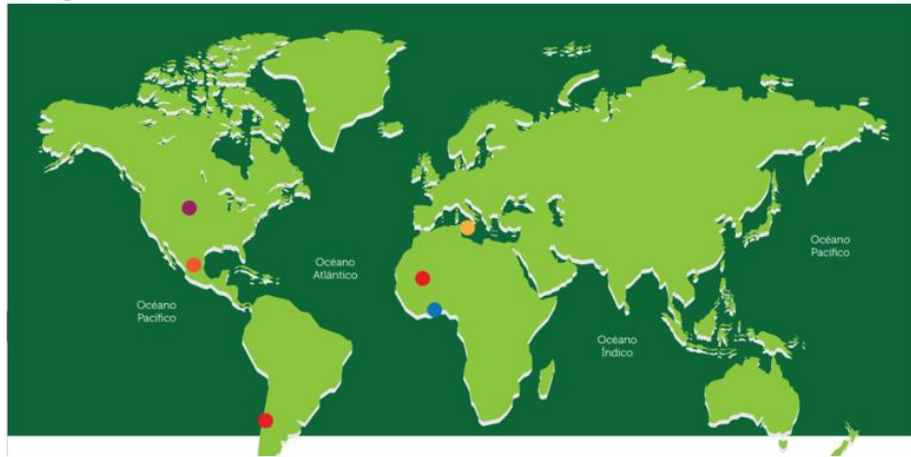 Océano
Atlántico
Océano
Pacífico
Océano
Pacífico
Océano
Índico